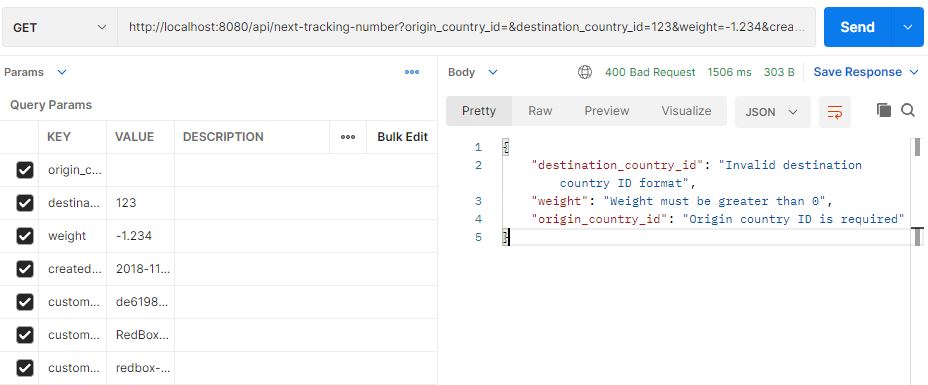 GET
http://localhost:8080/api/next-tracking-number?origin_country_id=&destination_country_id=123&weight=-1.234&crea...
Send
Params
Body
400 Bad Request 1506 ms 303 B Save Response
Query Params
Pretty Raw Preview Visualize JSON
KEY VALUE DESCRIPTION Bulk Edit
origin_c...
destina... 123
weight -1.234
created... 2018-11...
custom... de6198...
custom... RedBox...
custom... redbox-...
1 {
2 "destination_country_id": "Invalid destination
country ID format",
3 "weight": "Weight must be greater than 0",
4 "origin_country_id": "Origin country ID is required"
5 }